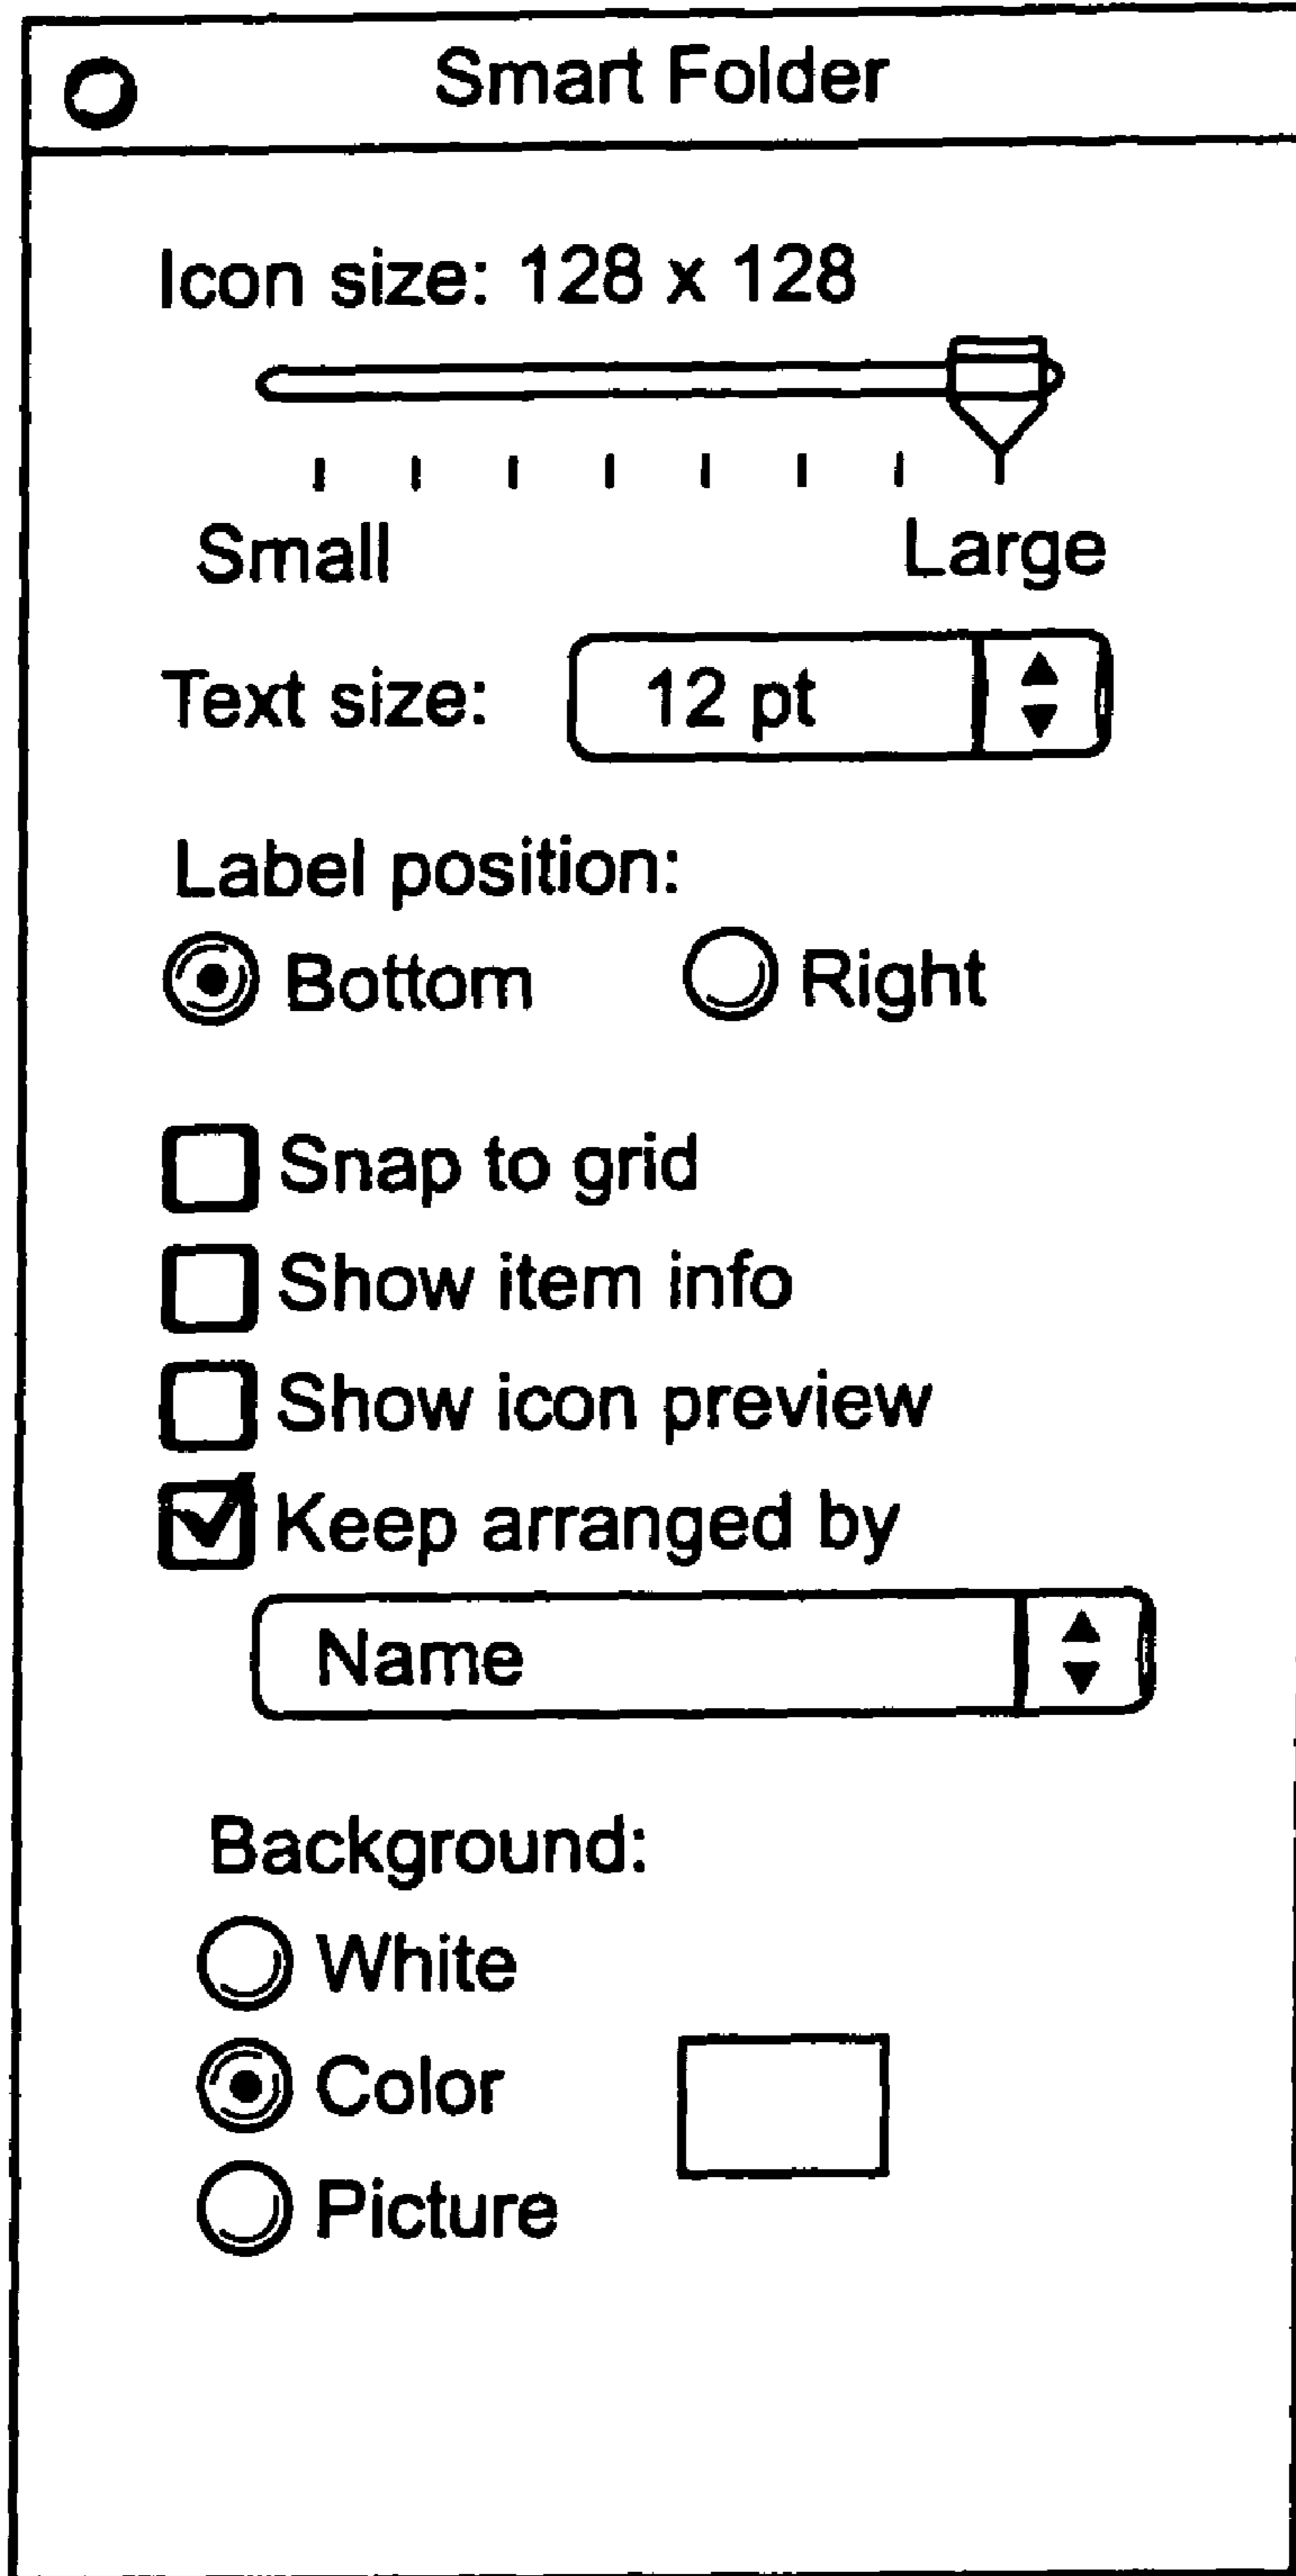 Smart Folder
Icon size: 128 x 128
Small Large
Text size: 12 pt
Label position:
Bottom Right
Snap to grid
Show item info
Show icon preview
Keep arranged by
Name
Background:
White
Color
Picture